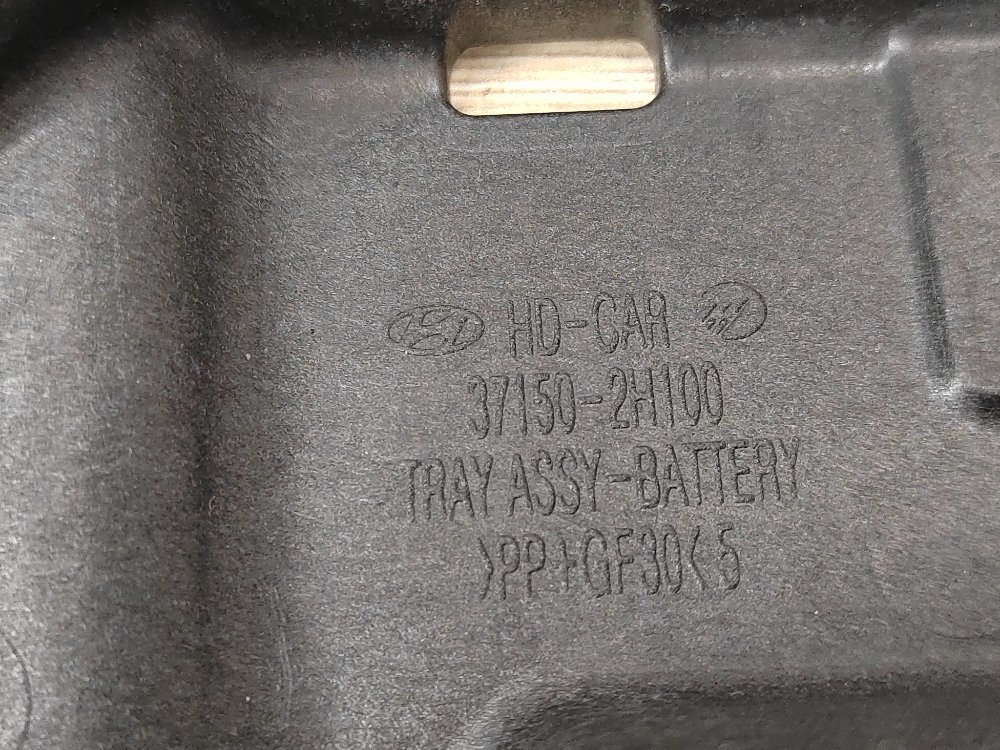 HD-CAR
37150-2H100
TRAY ASSY-BATTERY
>PP+GF30< 5